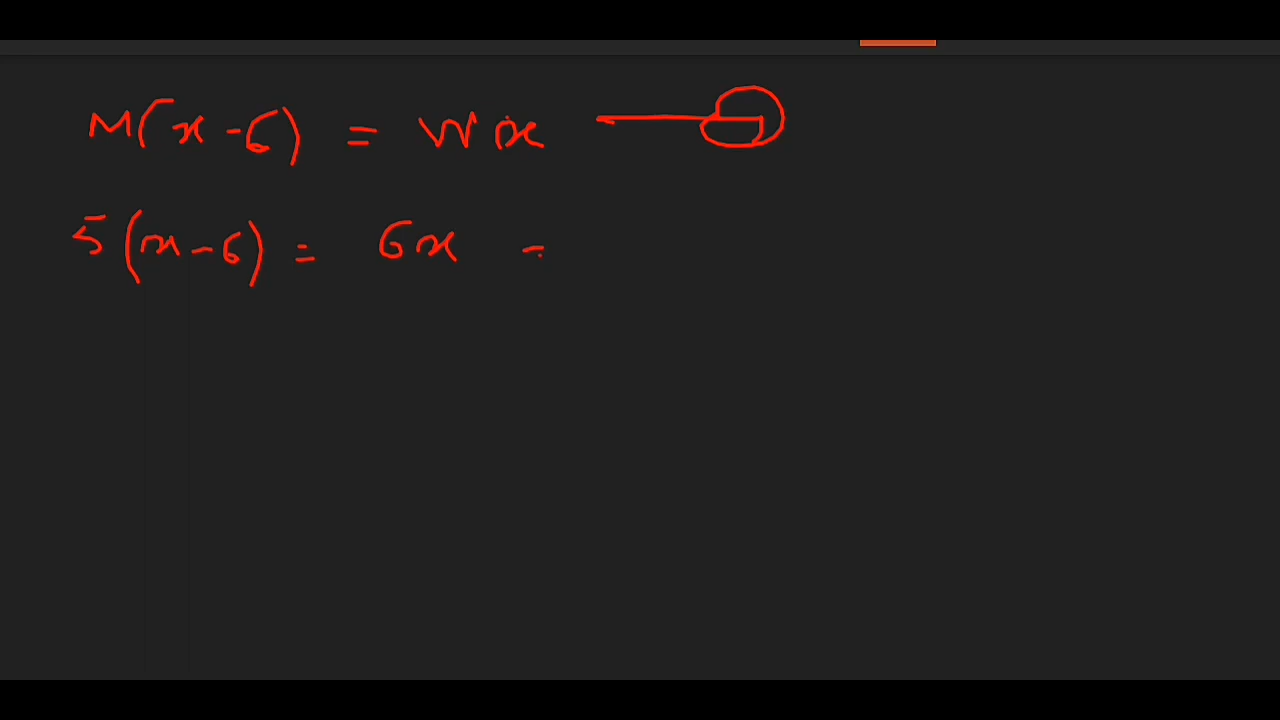 M(x-6) = Wx
5(x-6) = 6x -